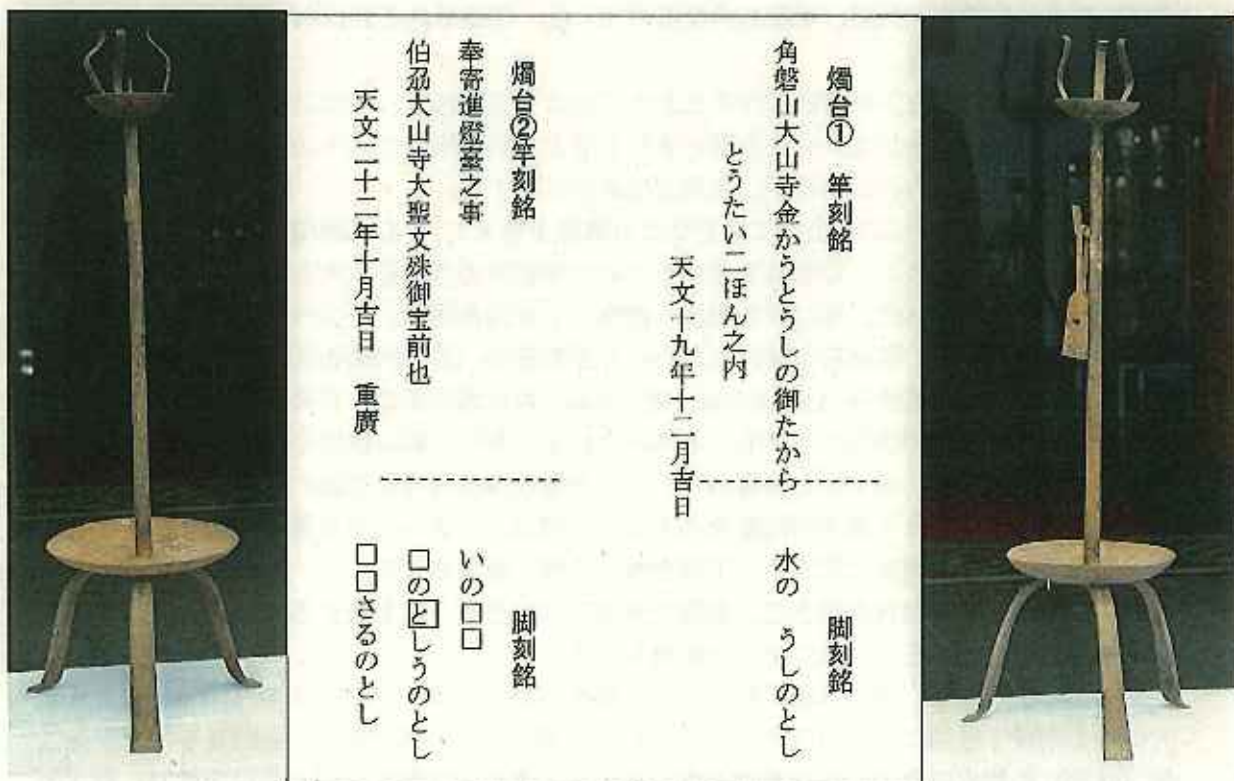 燭台① 竿刻銘
角磐山大山寺金かうとうしの御たから
とうたい二ほん之内
天文十九年十二月吉日
脚刻銘
水の うしのとし
燭台②竿刻銘
奉寄進燈臺之事
伯刕大山寺大聖文殊御宝前也
天文二十二年十月吉日 重廣
脚刻銘
いの□□
□のとしうのとし
□□さるのとし